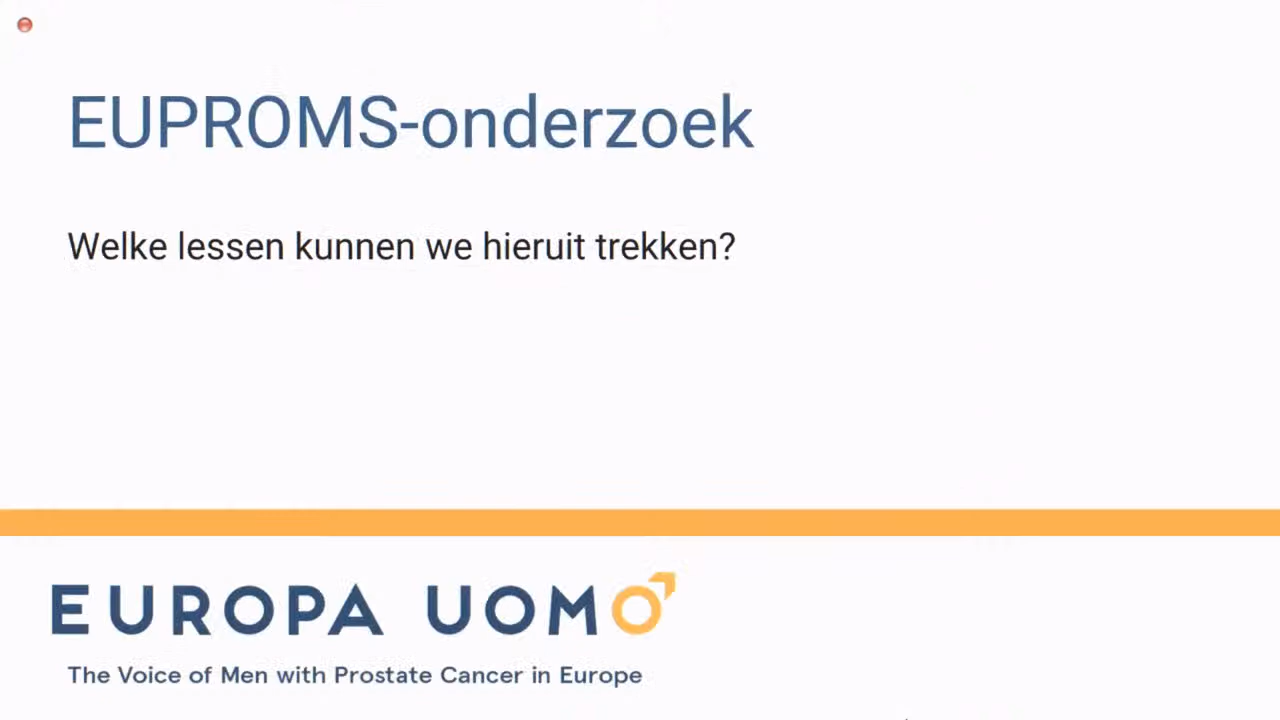 EUPROMS-onderzoek
Welke lessen kunnen we hieruit trekken?
EUROPA UOMO
The Voice of Men with Prostate Cancer in Europe